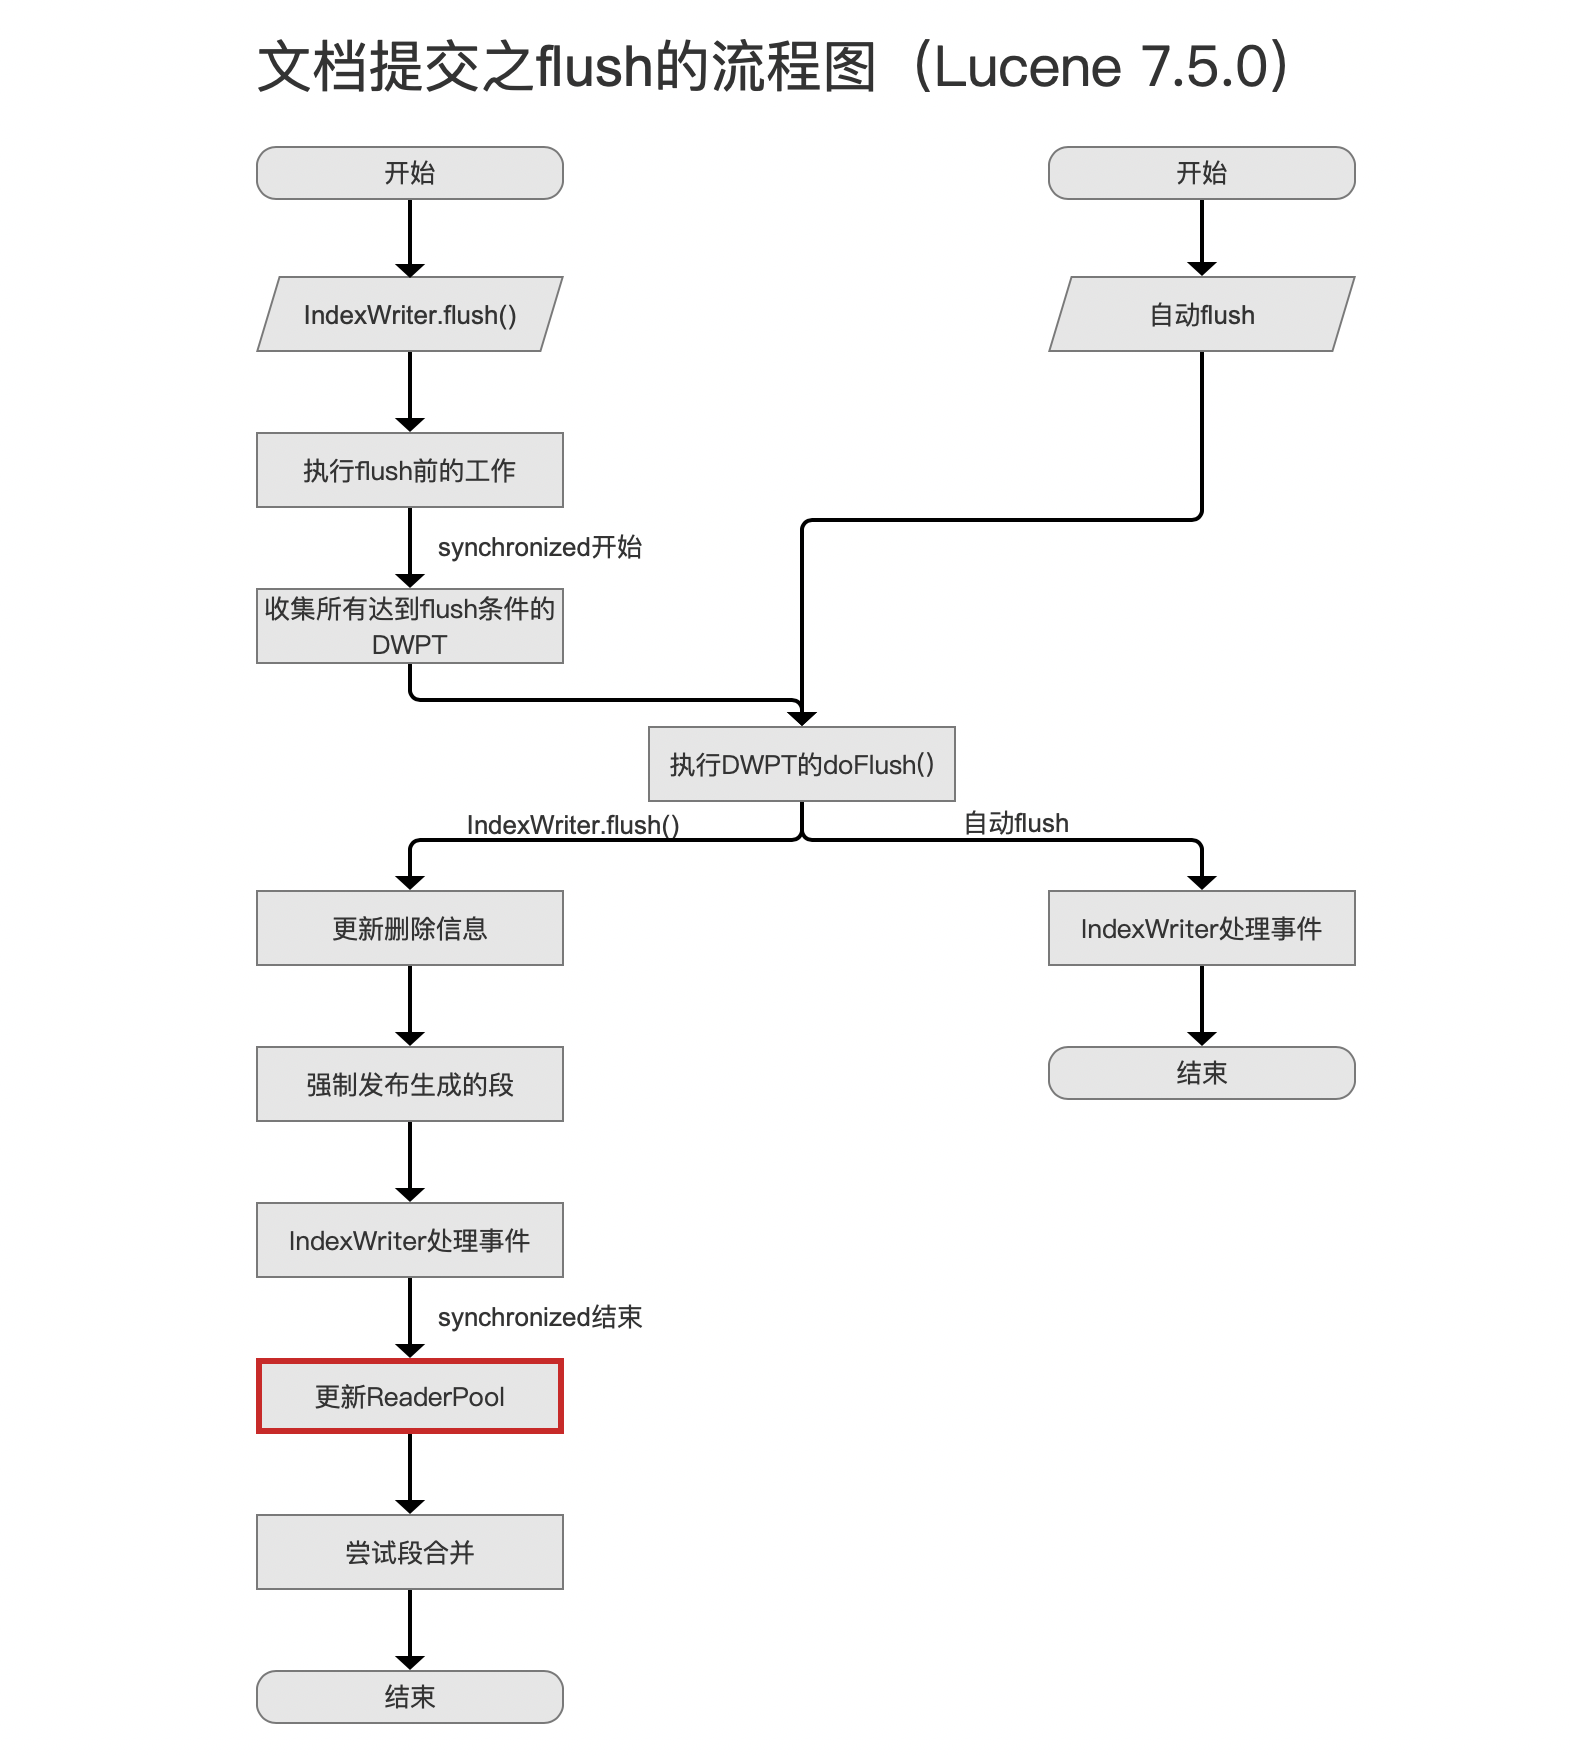 文档提交之flush的流程图（Lucene 7.5.0）
开始
开始
IndexWriter.flush()
自动flush
执行flush前的工作
synchronized开始
收集所有达到flush条件的
DWPT
执行DWPT的doFlush()
IndexWriter.flush()
自动flush
更新删除信息
IndexWriter处理事件
强制发布生成的段
结束
IndexWriter处理事件
synchronized结束
更新ReaderPool
尝试段合并
结束